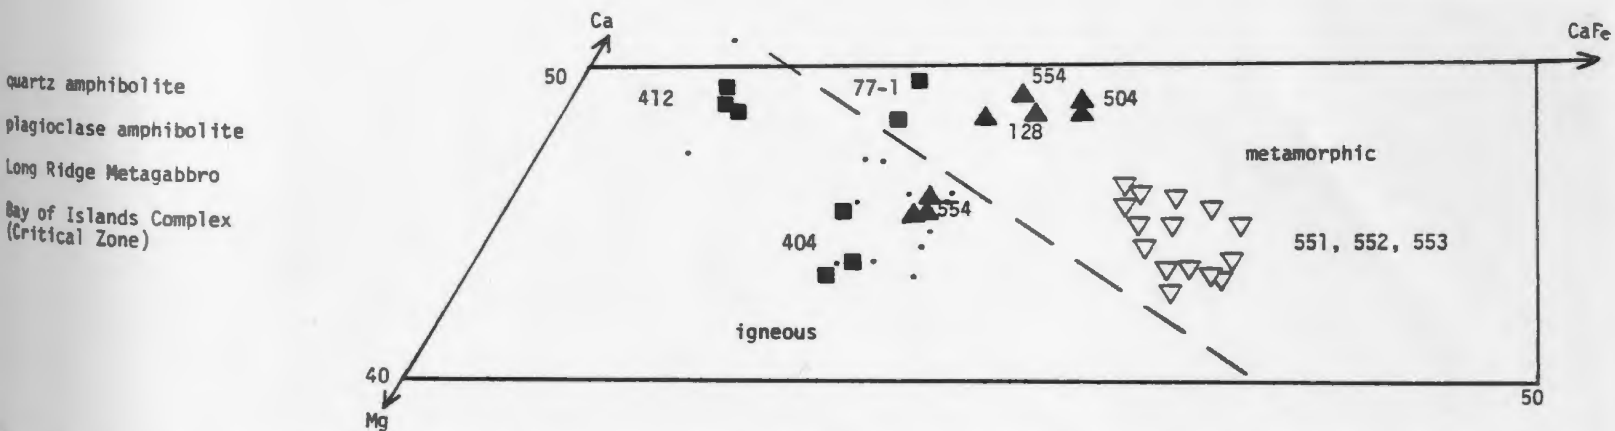 quartz amphibolite
plagioclase amphibolite
Long Ridge Metagabbro
Bay of Islands Complex
(Critical Zone)
Ca
CaFe
50
412
77-1
554
504
128
metamorphic
554
404
551, 552, 553
igneous
40
Mg
50